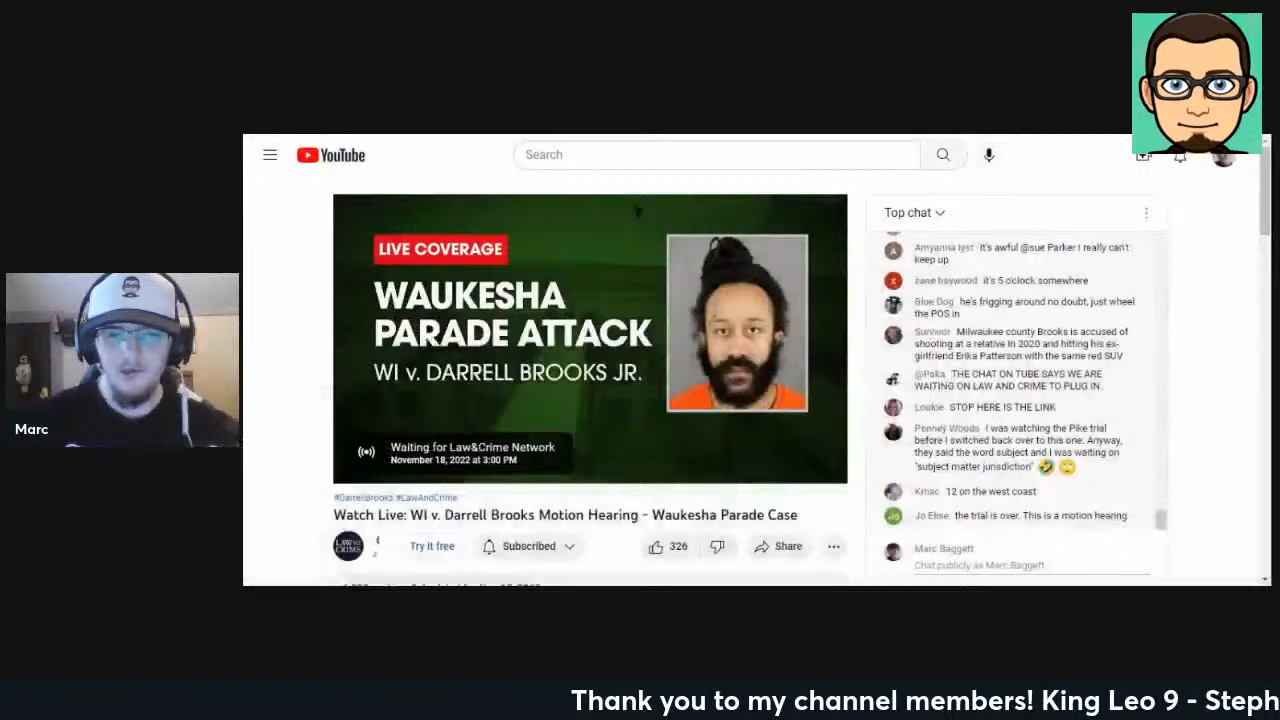 YouTube
Search
LIVE COVERAGE
WAUKESHA
PARADE ATTACK
WI v. DARRELL BROOKS JR.
Waiting for Law&Crime Network
November 18, 2022 at 3:00 PM
#DarrellBrooks #LawAndCrime
Watch Live: WI v. Darrell Brooks Motion Hearing - Waukesha Parade Case
LAW&
CRIME
Try it free
Subscribed
326
Share
Top chat
Amyanna lyst It's awful @sue Parker I really can't
keep up
zane haywood it's 5 o'clock somewhere
Blue Dog he's frigging around no doubt, just wheel
the POS in
Milwaukee county Brooks is accused of
shooting at a relative in 2020 and hitting his ex-
girlfriend Erika Patterson with the same red SUV
@Paka THE CHAT ON TUBE SAYS WE ARE
WAITING ON LAW AND CRIME TO PLUG IN.
Loukie STOP HERE IS THE LINK
Penney Woods I was watching the Pike trial
before I switched back over to this one. Anyway,
they said the word subject and I was waiting on
"subject matter jurisdiction" 🤣 🙄
Kmac 12 on the west coast
Jo Elise the trial is over. This is a motion hearing
Marc Baggett
Chat publicly as Marc Baggett
Marc
Thank you to my channel members! King Leo 9 - Steph